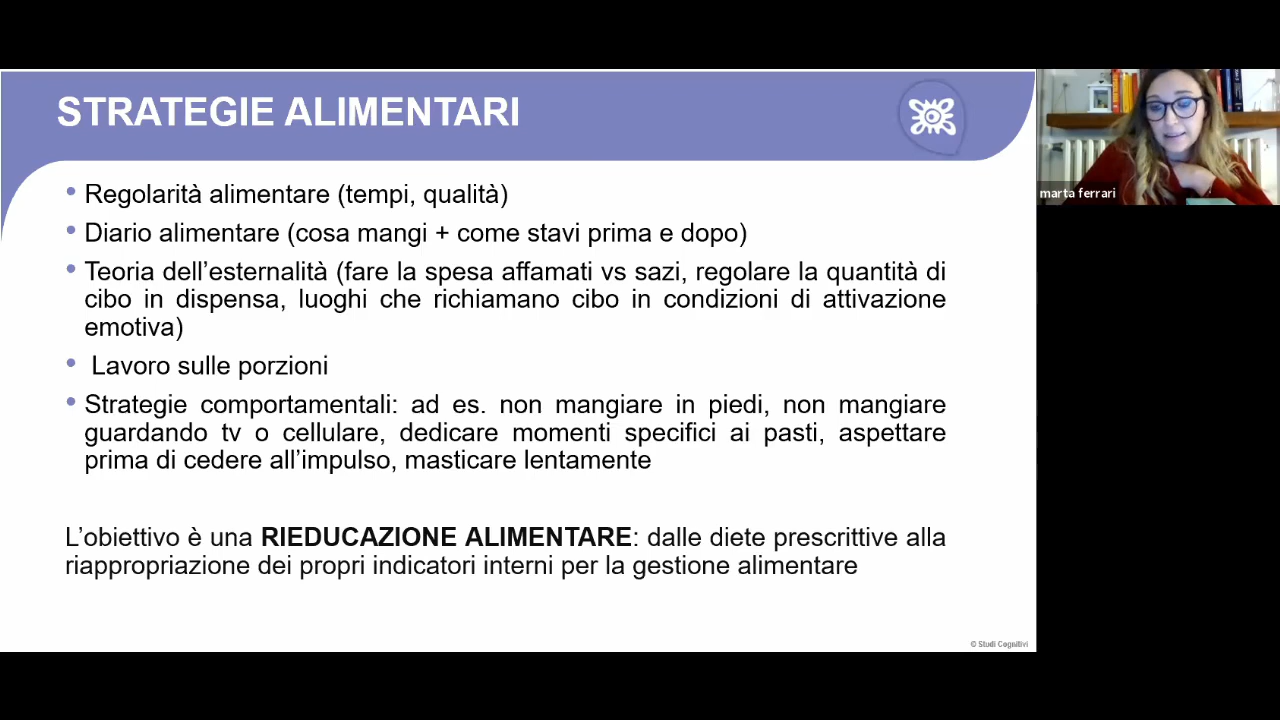 STRATEGIE ALIMENTARI
marta ferrari
• Regolarità alimentare (tempi, qualità)
• Diario alimentare (cosa mangi + come stavi prima e dopo)
• Teoria dell’esternalità (fare la spesa affamati vs sazi, regolare la quantità di
cibo in dispensa, luoghi che richiamano cibo in condizioni di attivazione
emotiva)
• Lavoro sulle porzioni
• Strategie comportamentali: ad es. non mangiare in piedi, non mangiare
guardando tv o cellulare, dedicare momenti specifici ai pasti, aspettare
prima di cedere all’impulso, masticare lentamente
L’obiettivo è una RIEDUCAZIONE ALIMENTARE: dalle diete prescrittive alla
riappropriazione dei propri indicatori interni per la gestione alimentare
© Studi Cognitivi